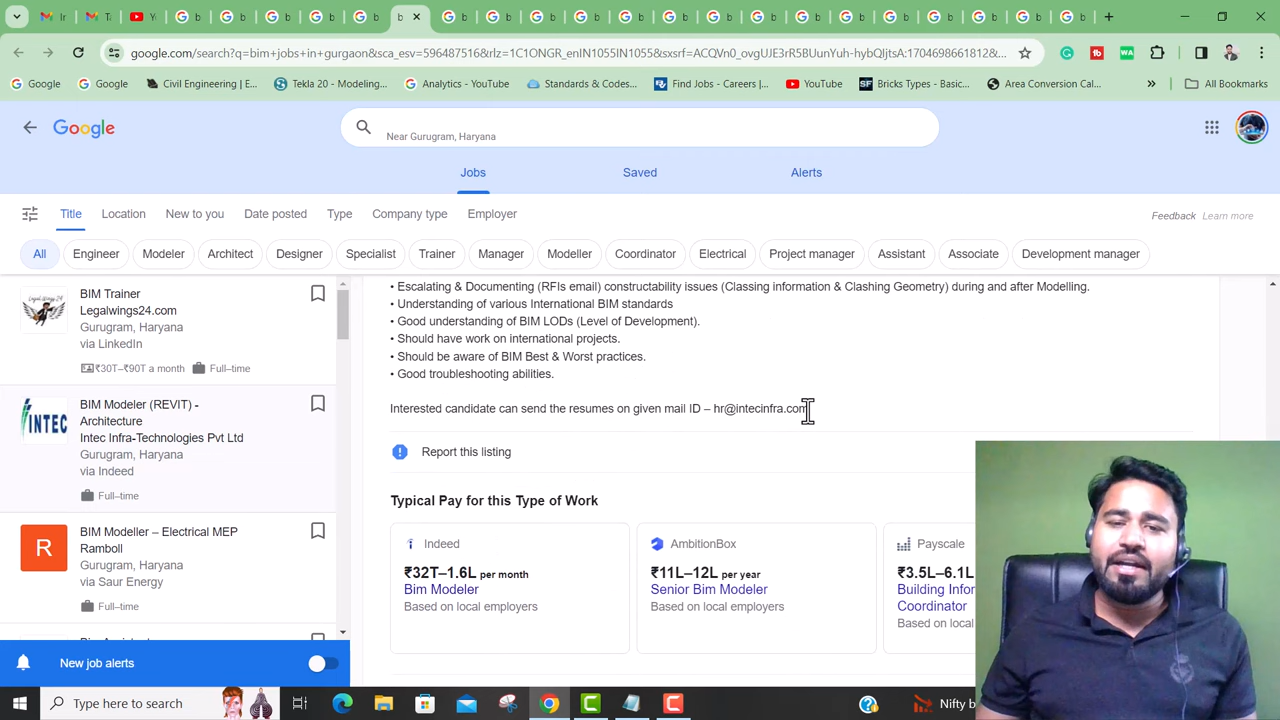 google.com/search?q=bim+jobs+in+gurgaon&sca_esv=596487516&rlz=1C1ONGR_enIN1055IN1055&sxsrf=ACQVn0_ovgUJE3rR5BUunYuh-hybQIjtsA:1704698661812&...
Google
Google
Civil Engineering | E...
Tekla 20 - Modeling...
Analytics - YouTube
Standards & Codes...
Find Jobs - Careers |...
YouTube
Bricks Types - Basic...
Area Conversion Cal...
All Bookmarks
Google
Near Gurugram, Haryana
Jobs
Saved
Alerts
Title
Location
New to you
Date posted
Type
Company type
Employer
Feedback
Learn more
All
Engineer
Modeler
Architect
Designer
Specialist
Trainer
Manager
Modeller
Coordinator
Electrical
Project manager
Assistant
Associate
Development manager
BIM Trainer
Legalwings24.com
Gurugram, Haryana
via LinkedIn
₹30T–₹90T a month
Full–time
INTEC
BIM Modeler (REVIT) -
Architecture
Intec Infra-Technologies Pvt Ltd
Gurugram, Haryana
via Indeed
Full–time
R
BIM Modeller – Electrical MEP
Ramboll
Gurugram, Haryana
via Saur Energy
Full–time
New job alerts
• Escalating & Documenting (RFIs email) constructability issues (Classing information & Clashing Geometry) during and after Modelling.
• Understanding of various International BIM standards
• Good understanding of BIM LODs (Level of Development).
• Should have work on international projects.
• Should be aware of BIM Best & Worst practices.
• Good troubleshooting abilities.
Interested candidate can send the resumes on given mail ID – hr@intecinfra.com
Report this listing
Typical Pay for this Type of Work
Indeed
₹32T–1.6L per month
Bim Modeler
Based on local employers
AmbitionBox
₹11L–12L per year
Senior Bim Modeler
Based on local employers
Payscale
₹3.5L–6.1L
Building Infor
Coordinator
Based on local
Type here to search
Nifty b